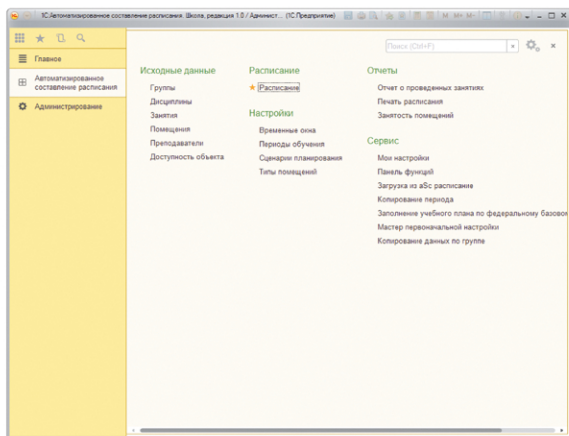 1С:Автоматизированное составление расписания. Школа, редакция 1.0 / Админист... (1С:Предприятие)
M M+ M-
Поиск (Ctrl+F)
Главное
Автоматизированное
составление расписания
Администрирование
Исходные данные
Группы
Дисциплины
Занятия
Помещения
Преподаватели
Доступность объекта
Расписание
Расписание
Настройки
Временные окна
Периоды обучения
Сценарии планирования
Типы помещений
Отчеты
Отчет о проведенных занятиях
Печать расписания
Занятость помещений
Сервис
Мои настройки
Панель функций
Загрузка из aSc расписание
Копирование периода
Заполнение учебного плана по федеральному базовом
Мастер первоначальной настройки
Копирование данных по группе